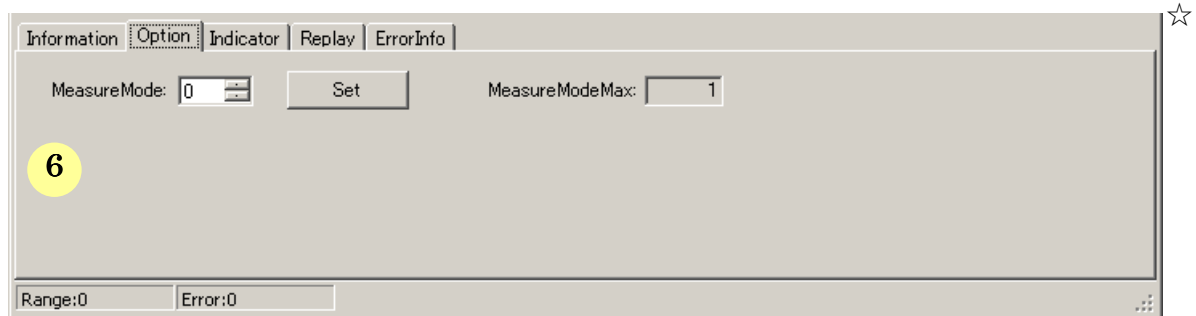 ☆
Information Option Indicator Replay ErrorInfo
MeasureMode: 0 Set MeasureModeMax: 1
6
Range:0 Error:0